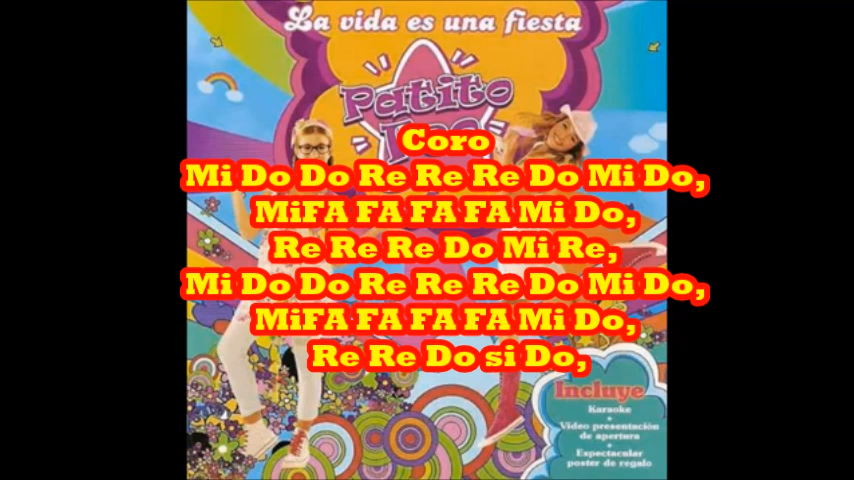 La vida es una fiesta
Patito
Feo
Coro
Mi Do Do Re Re Re Do Mi Do,
MiFA FA FA FA Mi Do,
Re Re Re Do Mi Re,
Mi Do Do Re Re Re Do Mi Do,
MiFA FA FA FA Mi Do,
Re Re Do si Do,
Incluye
Karaoke
+
Video presentación
de apertura
+
Espectacular
poster de regalo